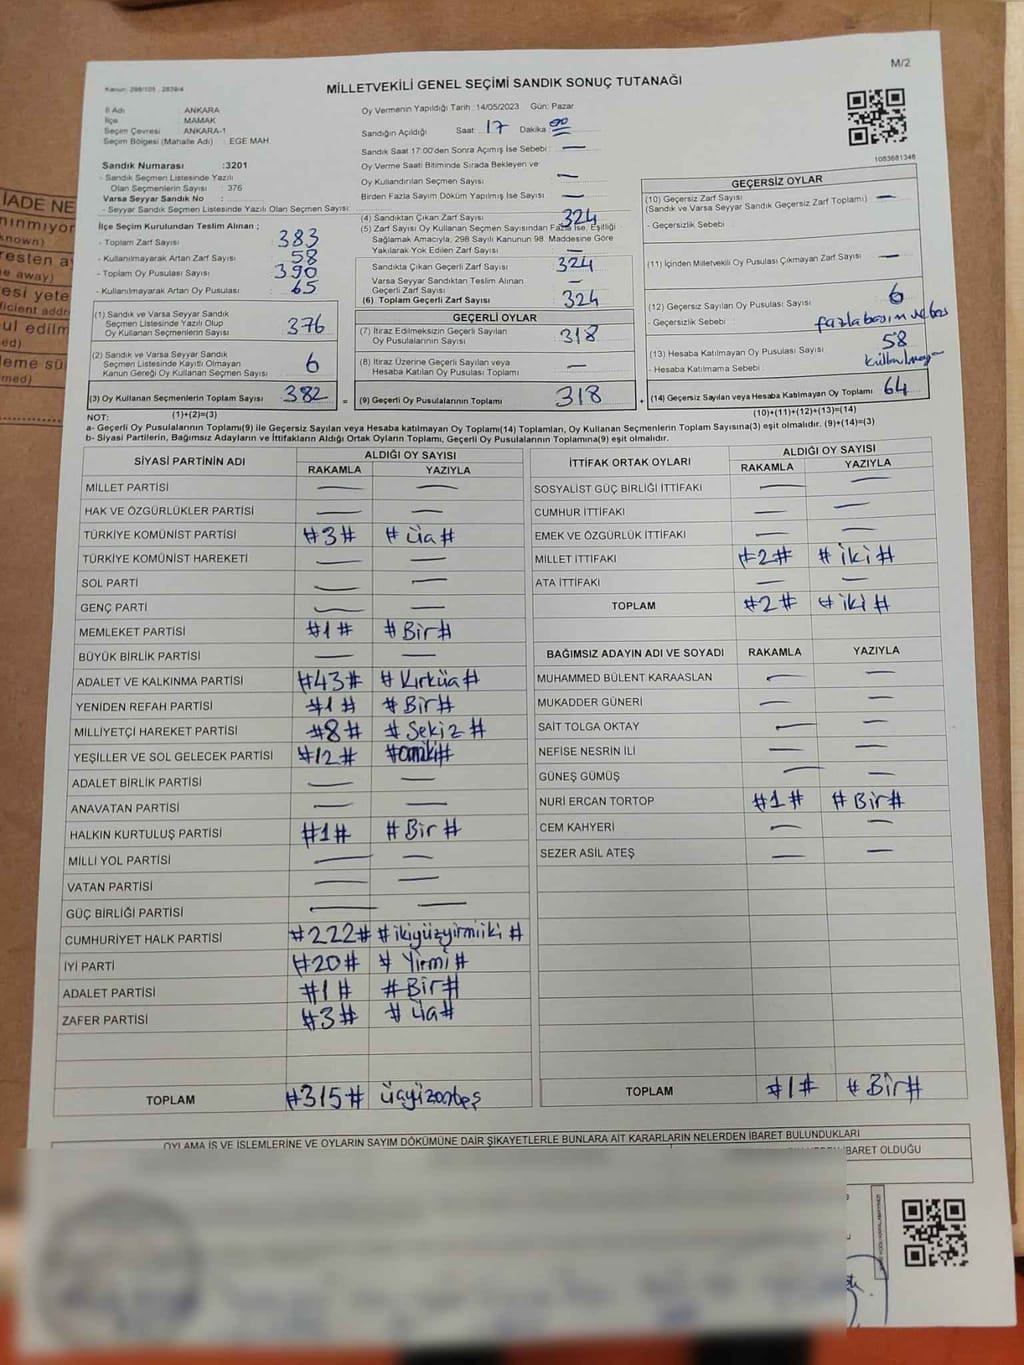 M/2
Kanun: 298/105 , 2839/4
MİLLETVEKİLİ GENEL SEÇİMİ SANDIK SONUÇ TUTANAĞI
İl Adı : ANKARA
İlçe : MAMAK
Seçim Çevresi : ANKARA-1
Seçim Bölgesi (Mahalle Adı) : EGE MAH
Sandık Numarası :3201
- Sandık Seçmen Listesinde Yazılı
Olan Seçmenlerin Sayısı : 376
Varsa Seyyar Sandık No :
- Seyyar Sandık Seçmen Listesinde Yazılı Olan Seçmen Sayısı:
İlçe Seçim Kurulundan Teslim Alınan ;
- Toplam Zarf Sayısı : 383
- Kullanılmayarak Artan Zarf Sayısı : 58
- Toplam Oy Pusulası Sayısı : 390
- Kullanılmayarak Artan Oy Pusulası : 65
(1) Sandık ve Varsa Seyyar Sandık
Seçmen Listesinde Yazılı Olup
Oy Kullanan Seçmenlerin Sayısı : 376
(2) Sandık ve Varsa Seyyar Sandık
Seçmen Listesinde Kayıtlı Olmayan
Kanun Gereği Oy Kullanan Seçmen Sayısı : 6
(3) Oy Kullanan Seçmenlerin Toplam Sayısı : 382 =
Oy Vermenin Yapıldığı Tarih : 14/05/2023 Gün: Pazar
Sandığın Açıldığı Saat: 17 Dakika: 00
Sandık Saat 17:00'den Sonra Açımış İse Sebebi : —
Oy Verme Saati Bitiminde Sırada Bekleyen ve
Oy Kullandırılan Seçmen Sayısı : —
Birden Fazla Sayım Döküm Yapılmış İse Sayısı : —
(4) Sandıktan Çıkan Zarf Sayısı : 324
(5) Zarf Sayısı Oy Kullanan Seçmen Sayısından Fazla İse, Eşitliği
Sağlamak Amacıyla; 298 Sayılı Kanunun 98. Maddesine Göre
Yakılarak Yok Edilen Zarf Sayısı : —
Sandıkta Çıkan Geçerli Zarf Sayısı : 324
Varsa Seyyar Sandıktan Teslim Alınan
Geçerli Zarf Sayısı : —
(6) Toplam Geçerli Zarf Sayısı : 324
GEÇERLİ OYLAR
(7) İtiraz Edilmeksizin Geçerli Sayılan
Oy Pusulalarının Sayısı : 318
(8) İtiraz Üzerine Geçerli Sayılan veya
Hesaba Katılan Oy Pusulası Toplamı : —
(9) Geçerli Oy Pusulalarının Toplamı : 318 +
1083681346
GEÇERSİZ OYLAR
(10) Geçersiz Zarf Sayısı
(Sandık ve Varsa Seyyar Sandık Geçersiz Zarf Toplamı) : —
- Geçersizlik Sebebi :
(11) İçinden Milletvekili Oy Pusulası Çıkmayan Zarf Sayısı : —
(12) Geçersiz Sayılan Oy Pusulası Sayısı : 6
- Geçersizlik Sebebi : fazla basım ve boş
(13) Hesaba Katılmayan Oy Pusulası Sayısı : 58
- Hesaba Katılmama Sebebi :
(14) Geçersiz Sayılan veya Hesaba Katılmayan Oy Toplamı : 64
NOT: (1)+(2)=(3) (10)+(11)+(12)+(13)=(14)
a- Geçerli Oy Pusulalarının Toplamı(9) ile Geçersiz Sayılan veya Hesaba katılmayan Oy Toplamı(14) Toplamları, Oy Kullanan Seçmenlerin Toplam Sayısına(3) eşit olmalıdır. (9)+(14)=(3)
b- Siyasi Partilerin, Bağımsız Adayların ve İttifakların Aldığı Ortak Oyların Toplamı, Geçerli Oy Pusulalarının Toplamına(9) eşit olmalıdır.
SİYASİ PARTİNİN ADI ALDIĞI OY SAYISI
RAKAMLA YAZIYLA
MİLLET PARTİSİ — —
HAK VE ÖZGÜRLÜKLER PARTİSİ — —
TÜRKİYE KOMÜNİST PARTİSİ #3# #üç#
TÜRKİYE KOMÜNİST HAREKETİ — —
SOL PARTİ — —
GENÇ PARTİ — —
MEMLEKET PARTİSİ #1# #Bir#
BÜYÜK BİRLİK PARTİSİ — —
ADALET VE KALKINMA PARTİSİ #43# #Kırküç#
YENİDEN REFAH PARTİSİ #1# #Bir#
MİLLİYETÇİ HAREKET PARTİSİ #8# #Sekiz#
YEŞİLLER VE SOL GELECEK PARTİSİ #12# #oniki#
ADALET BİRLİK PARTİSİ — —
ANAVATAN PARTİSİ — —
HALKIN KURTULUŞ PARTİSİ #1# #Bir#
MİLLİ YOL PARTİSİ — —
VATAN PARTİSİ — —
GÜÇ BİRLİĞİ PARTİSİ — —
CUMHURİYET HALK PARTİSİ #222# #ikiyüzyirmiiki#
İYİ PARTİ #20# #Yirmi#
ADALET PARTİSİ #1# #Bir#
ZAFER PARTİSİ #3# #üç#
TOPLAM #315# üçyüzonbeş
İTTİFAK ORTAK OYLARI ALDIĞI OY SAYISI
RAKAMLA YAZIYLA
SOSYALİST GÜÇ BİRLİĞİ İTTİFAKI — —
CUMHUR İTTİFAKI — —
EMEK VE ÖZGÜRLÜK İTTİFAKI — —
MİLLET İTTİFAKI #2# #iki#
ATA İTTİFAKI — —
TOPLAM #2# #iki#
BAĞIMSIZ ADAYIN ADI VE SOYADI RAKAMLA YAZIYLA
MUHAMMED BÜLENT KARAASLAN — —
MUKADDER GÜNERİ — —
SAİT TOLGA OKTAY — —
NEFİSE NESRİN İLİ — —
GÜNEŞ GÜMÜŞ — —
NURİ ERCAN TORTOP #1# #Bir#
CEM KAHYERİ — —
SEZER ASİL ATEŞ — —
TOPLAM #1# #Bir#
OYLAMA İŞ VE İŞLEMLERİNE VE OYLARIN SAYIM DÖKÜMÜNE DAİR ŞİKAYETLERLE BUNLARA AİT KARARLARIN NELERDEN İBARET BULUNDUKLARI
İBARET OLDUĞU
İADE NE
known)
e away)
ed)
med)